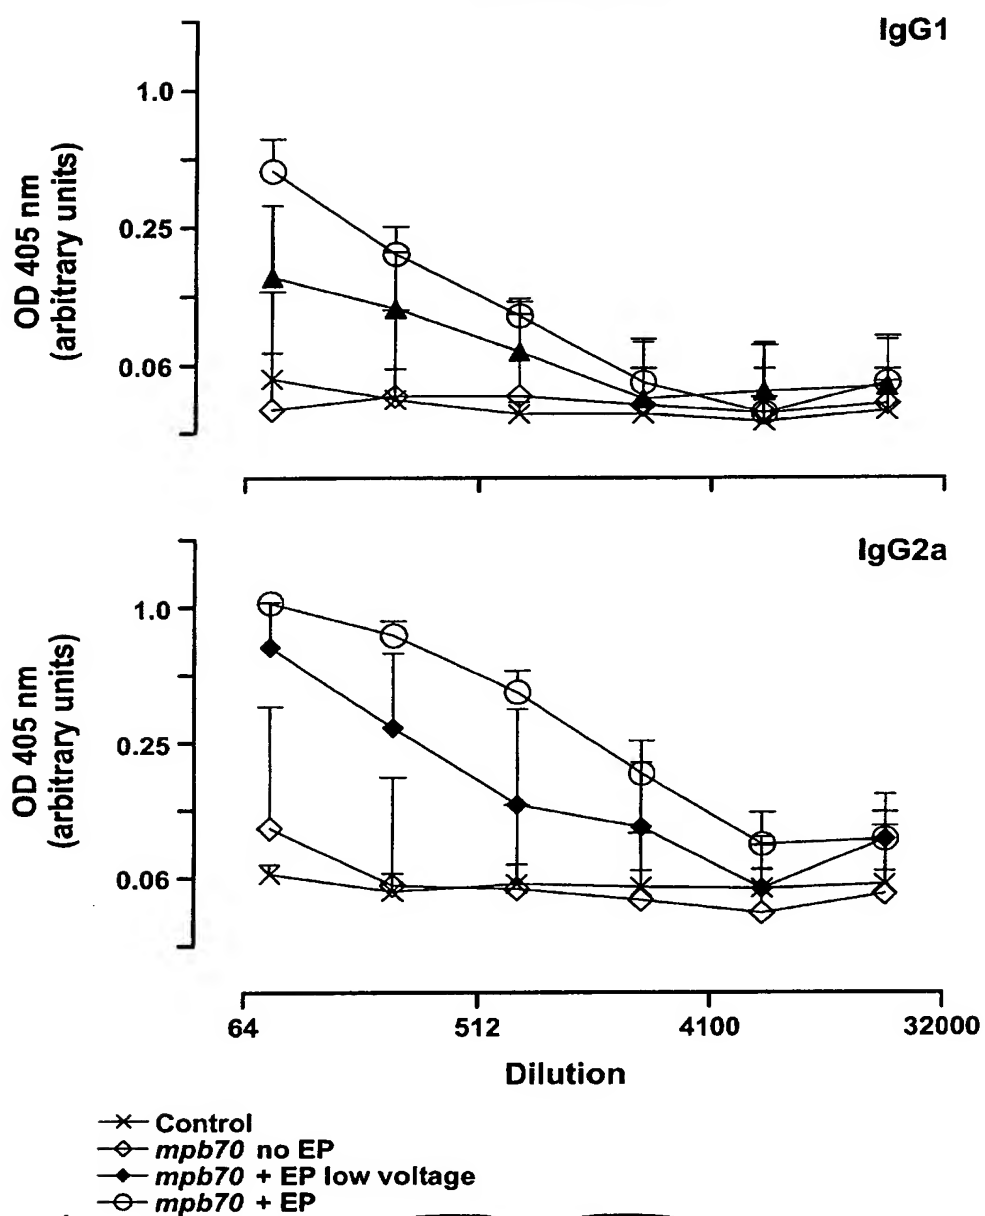 IgG1
1.0
0.25
0.06
OD 405 nm
(arbitrary units)
IgG2a
1.0
0.25
0.06
OD 405 nm
(arbitrary units)
64 512 4100 32000
Dilution
Control
mpb70 no EP
mpb70 + EP low voltage
mpb70 + EP